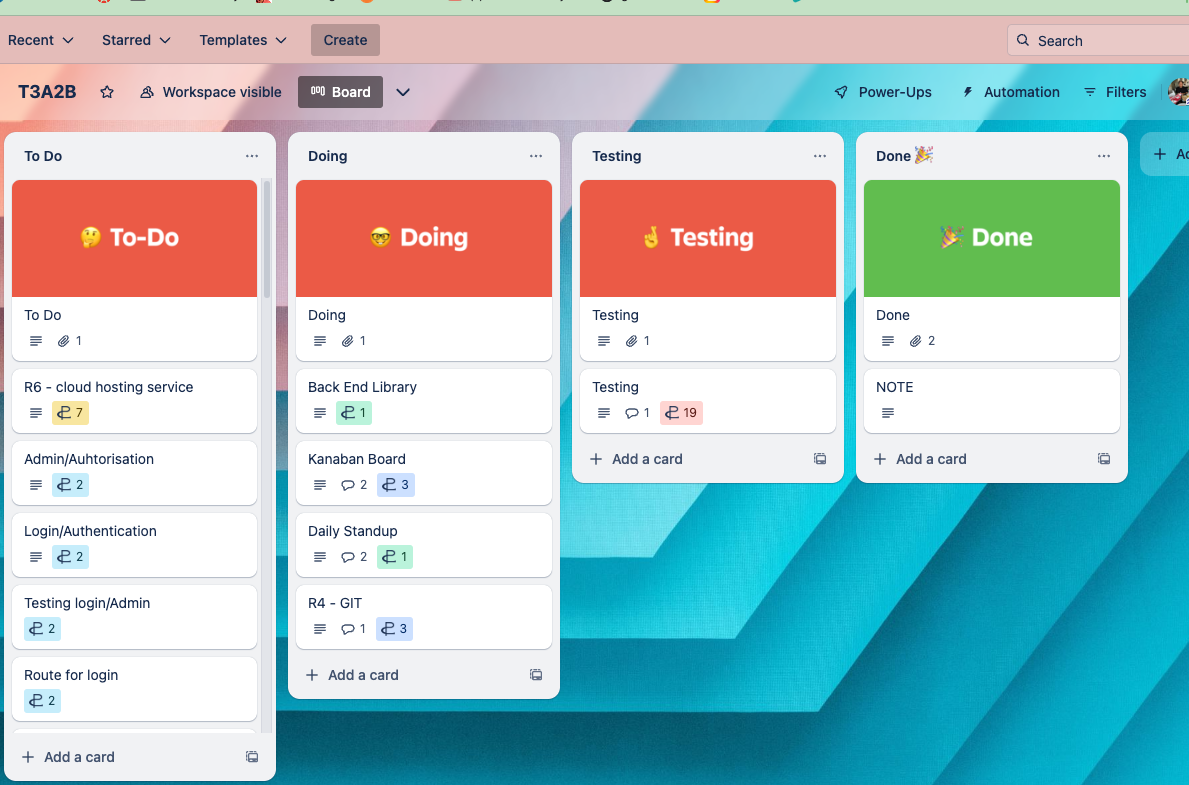 Recent Starred Templates Create Search
T3A2B Workspace visible Board Power-Ups Automation Filters
To Do
🤔 To-Do
To Do
1
R6 - cloud hosting service
7
Admin/Auhtorisation
2
Login/Authentication
2
Testing login/Admin
2
Route for login
2
+ Add a card
Doing
🤓 Doing
Doing
1
Back End Library
1
Kanaban Board
2 3
Daily Standup
2 1
R4 - GIT
1 3
+ Add a card
Testing
🤞 Testing
Testing
1
Testing
1 19
+ Add a card
Done 🎉
🎉 Done
Done
2
NOTE
+ Add a card